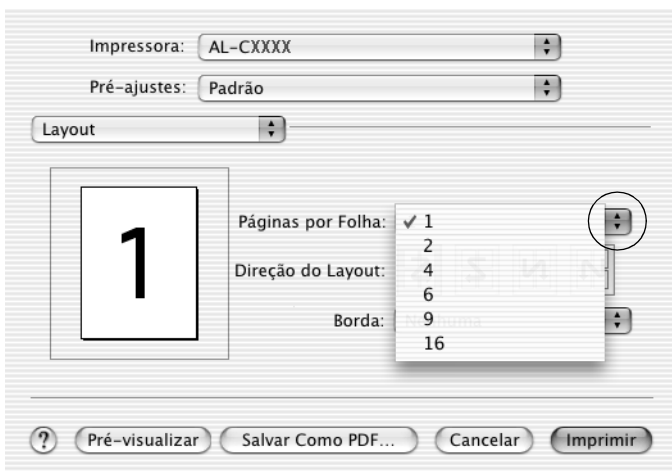 Impressora: AL-CXXXX
Pré-ajustes: Padrão
Layout
1
Páginas por Folha: ✓ 1
2
Direção do Layout: 4
6
Borda: 9
Nenhuma
16
? Pré-visualizar Salvar Como PDF... Cancelar Imprimir